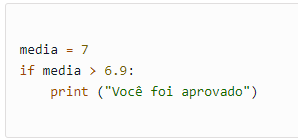 media = 7
if media > 6.9:
    print ("Você foi aprovado")